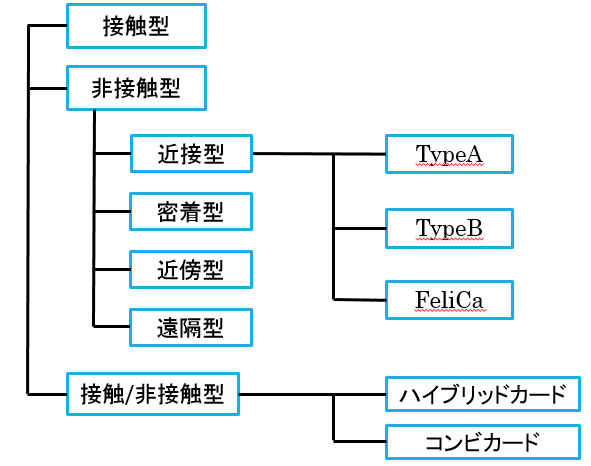 接触型
非接触型
近接型
TypeA
密着型
TypeB
近傍型
FeliCa
遠隔型
接触/非接触型
ハイブリッドカード
コンビカード